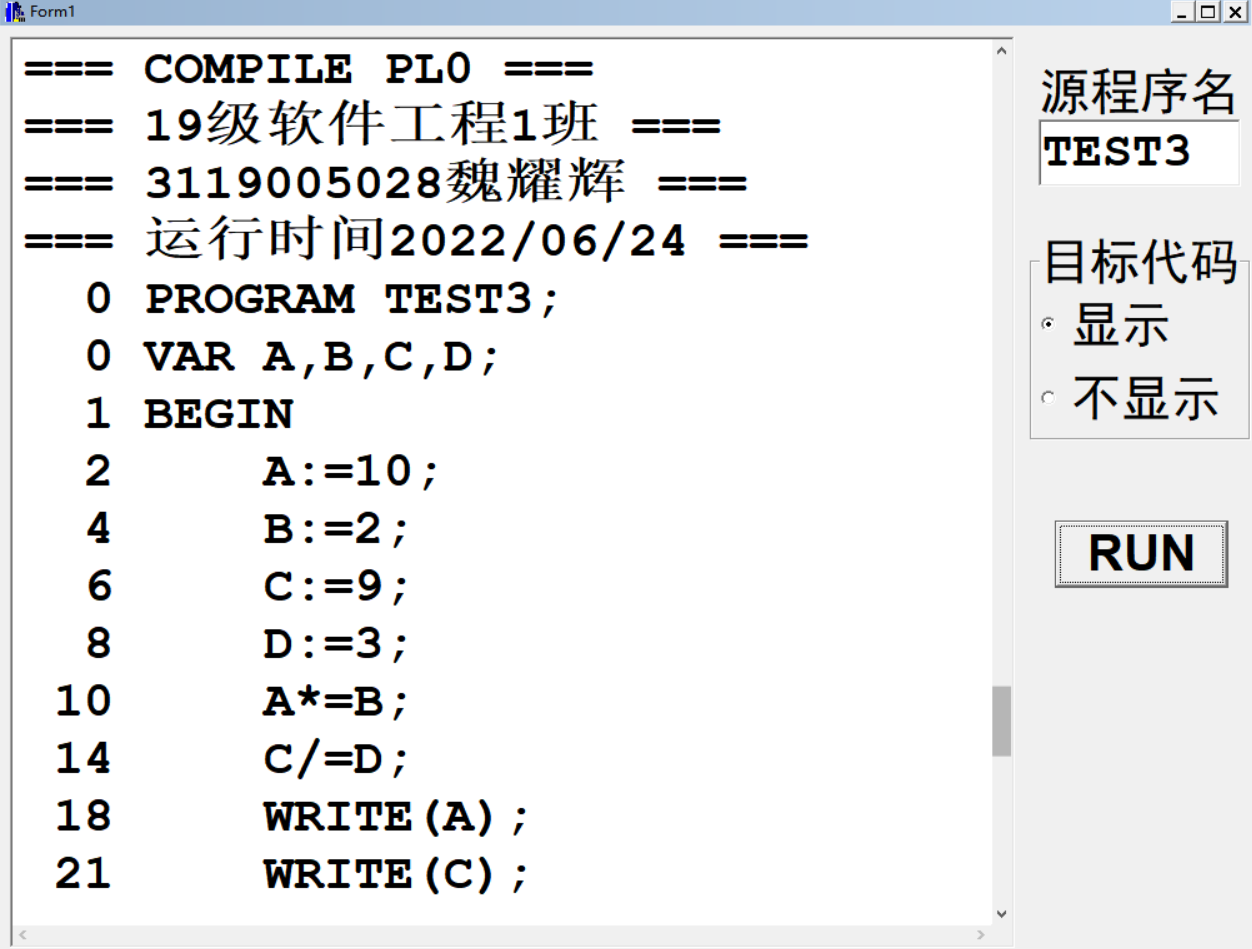 Form1
=== COMPILE PL0 ===
=== 19级软件工程1班 ===
=== 3119005028魏耀辉 ===
=== 运行时间2022/06/24 ===
0 PROGRAM TEST3;
0 VAR A,B,C,D;
1 BEGIN
2 A:=10;
4 B:=2;
6 C:=9;
8 D:=3;
10 A*=B;
14 C/=D;
18 WRITE(A);
21 WRITE(C);
源程序名
TEST3
目标代码
显示
不显示
RUN